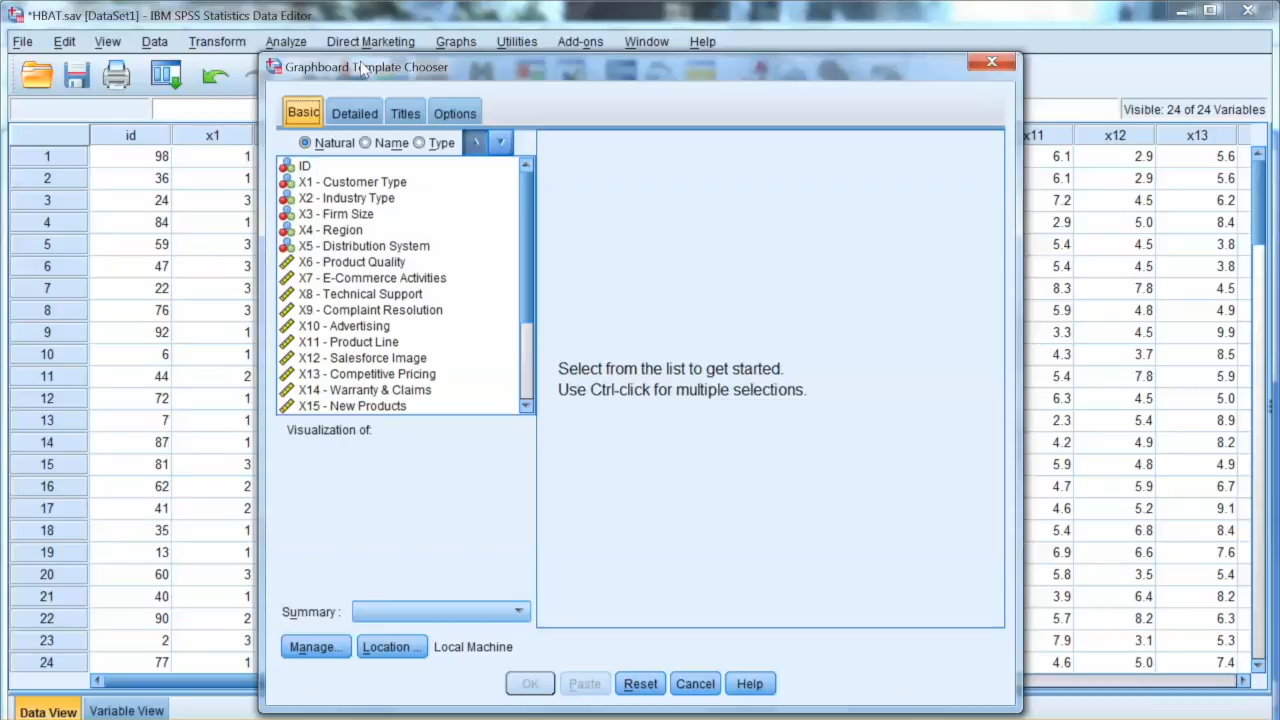 *HBAT.sav [DataSet1] - IBM SPSS Statistics Data Editor
File Edit View Data Transform Analyze Direct Marketing Graphs Utilities Add-ons Window Help
Graphboard Template Chooser
Visible: 24 of 24 Variables
Basic Detailed Titles Options
id x1 x11 x12 x13
Natural Name Type
1 98 1 6.1 2.9 5.6
2 36 1 6.1 2.9 5.6
3 24 3 7.2 4.5 6.2
4 84 1 2.9 5.0 8.4
5 59 3 5.4 4.5 3.8
6 47 3 5.4 4.5 3.8
7 22 3 8.3 7.8 4.5
8 76 3 5.9 4.8 4.9
9 92 1 3.3 4.5 9.9
10 6 1 4.3 3.7 8.5
11 44 2 5.4 7.8 5.9
12 72 1 6.3 4.5 5.0
13 7 1 2.3 5.4 8.9
14 87 1 4.2 4.9 8.2
15 81 3 5.9 4.8 4.9
16 62 2 4.7 5.9 6.7
17 41 2 4.6 5.2 9.1
18 35 1 5.4 6.8 8.4
19 13 1 6.9 6.6 7.6
20 60 3 5.8 3.5 5.4
21 40 1 3.9 6.4 8.2
22 90 2 5.7 8.2 6.3
23 2 3 7.9 3.1 5.3
24 77 1 4.6 5.0 7.4
ID
X1 - Customer Type
X2 - Industry Type
X3 - Firm Size
X4 - Region
X5 - Distribution System
X6 - Product Quality
X7 - E-Commerce Activities
X8 - Technical Support
X9 - Complaint Resolution
X10 - Advertising
X11 - Product Line
X12 - Salesforce Image
X13 - Competitive Pricing
X14 - Warranty & Claims
X15 - New Products
Select from the list to get started.
Use Ctrl-click for multiple selections.
Visualization of:
Summary :
Manage... Location ... Local Machine
OK Paste Reset Cancel Help
Data View Variable View